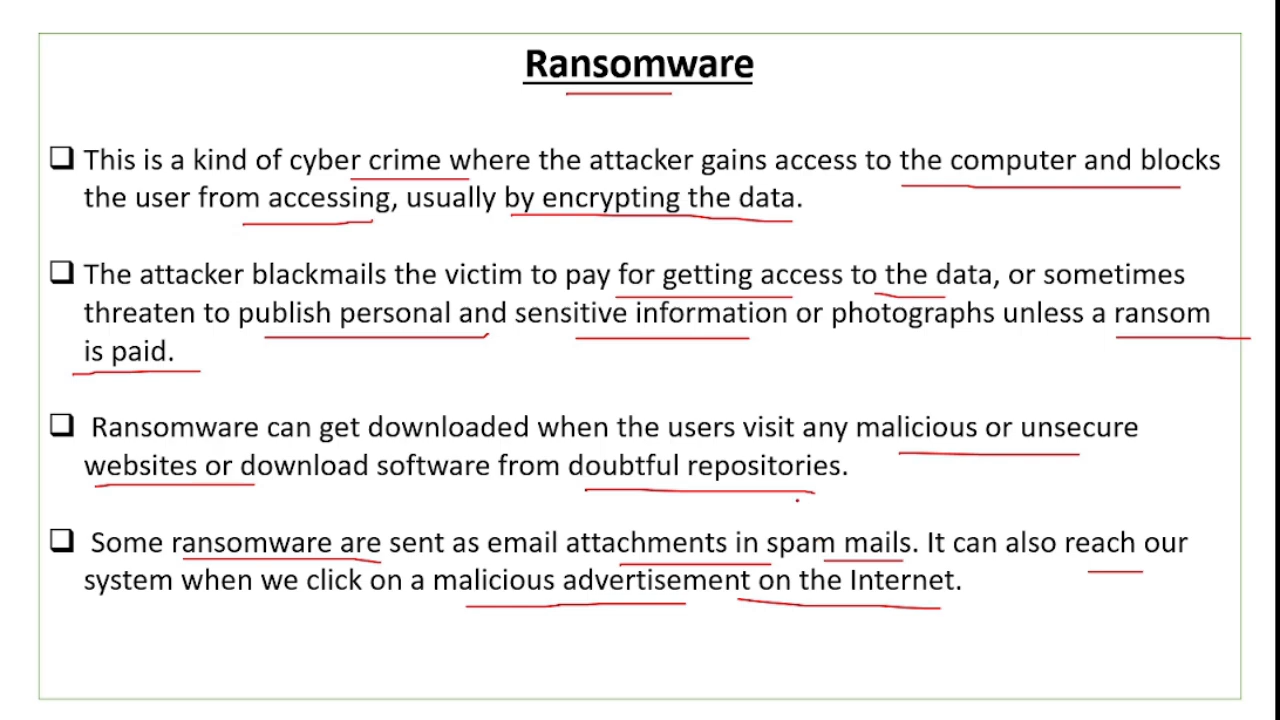 Ransomware
❑ This is a kind of cyber crime where the attacker gains access to the computer and blocks
the user from accessing, usually by encrypting the data.
❑ The attacker blackmails the victim to pay for getting access to the data, or sometimes
threaten to publish personal and sensitive information or photographs unless a ransom
is paid.
❑ Ransomware can get downloaded when the users visit any malicious or unsecure
websites or download software from doubtful repositories.
❑ Some ransomware are sent as email attachments in spam mails. It can also reach our
system when we click on a malicious advertisement on the Internet.